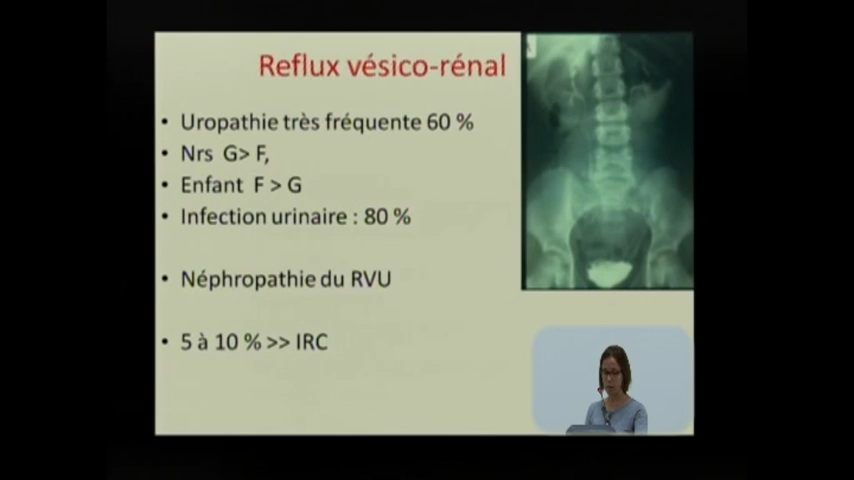 Reflux vésico-rénal
• Uropathie très fréquente 60 %
• Nrs G> F,
• Enfant F > G
• Infection urinaire : 80 %
• Néphropathie du RVU
• 5 à 10 % >> IRC